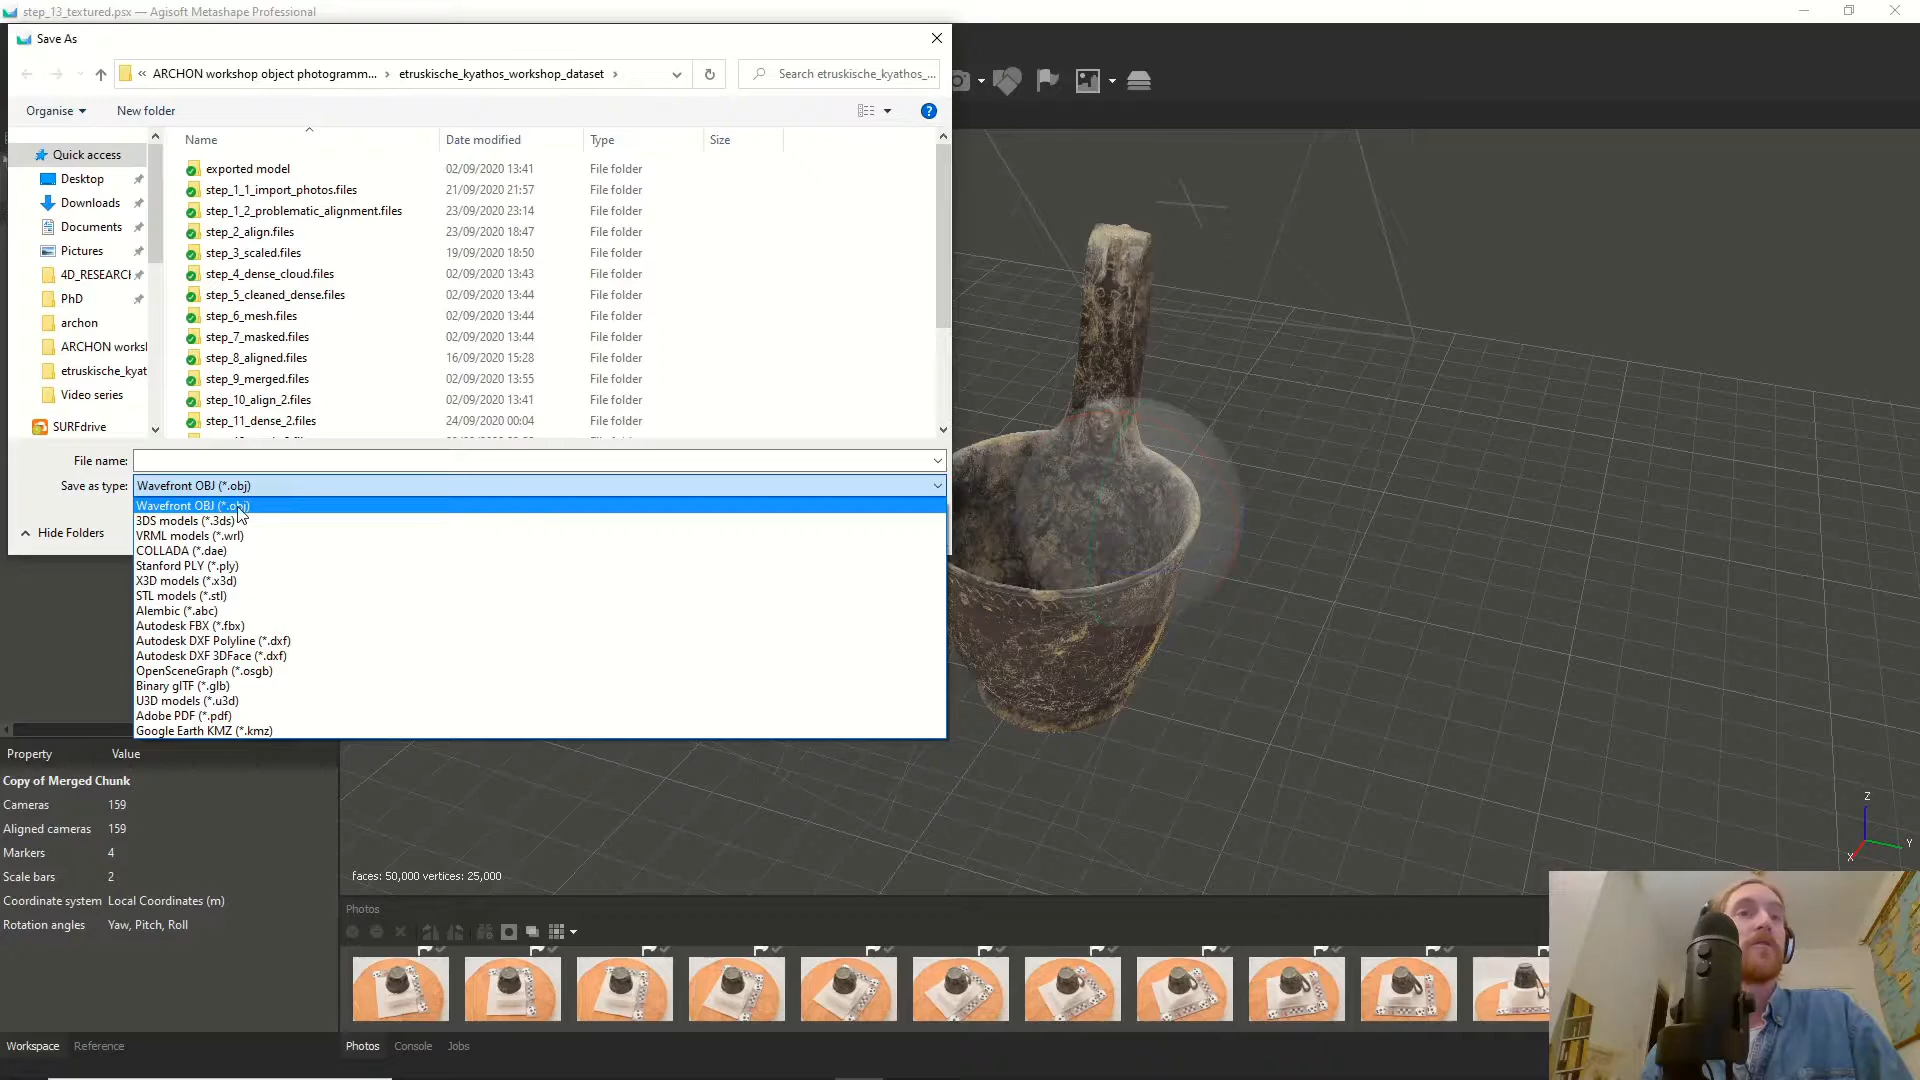 step_13_textured.psx — Agisoft Metashape Professional
Save As
« ARCHON workshop object photogramm... › etruskische_kyathos_workshop_dataset ›
Search etruskische_kyathos_...
Organise
New folder
Name Date modified Type Size
Quick access
Desktop
Downloads
Documents
Pictures
4D_RESEARCH
PhD
archon
ARCHON worksl
etruskische_kyat
Video series
SURFdrive
exported model 02/09/2020 13:41 File folder
step_1_1_import_photos.files 21/09/2020 21:57 File folder
step_1_2_problematic_alignment.files 23/09/2020 23:14 File folder
step_2_align.files 23/09/2020 18:47 File folder
step_3_scaled.files 19/09/2020 18:50 File folder
step_4_dense_cloud.files 02/09/2020 13:43 File folder
step_5_cleaned_dense.files 02/09/2020 13:44 File folder
step_6_mesh.files 02/09/2020 13:44 File folder
step_7_masked.files 02/09/2020 13:44 File folder
step_8_aligned.files 16/09/2020 15:28 File folder
step_9_merged.files 02/09/2020 13:55 File folder
step_10_align_2.files 02/09/2020 13:41 File folder
step_11_dense_2.files 24/09/2020 00:04 File folder
File name:
Save as type: Wavefront OBJ (*.obj)
Wavefront OBJ (*.obj)
3DS models (*.3ds)
VRML models (*.wrl)
COLLADA (*.dae)
Stanford PLY (*.ply)
X3D models (*.x3d)
STL models (*.stl)
Alembic (*.abc)
Autodesk FBX (*.fbx)
Autodesk DXF Polyline (*.dxf)
Autodesk DXF 3DFace (*.dxf)
OpenSceneGraph (*.osgb)
Binary glTF (*.glb)
U3D models (*.u3d)
Adobe PDF (*.pdf)
Google Earth KMZ (*.kmz)
Hide Folders
Property Value
Copy of Merged Chunk
Cameras 159
Aligned cameras 159
Markers 4
Scale bars 2
Coordinate system Local Coordinates (m)
Rotation angles Yaw, Pitch, Roll
Workspace Reference
faces: 50,000 vertices: 25,000
Z
Y
X
Photos
Photos Console Jobs